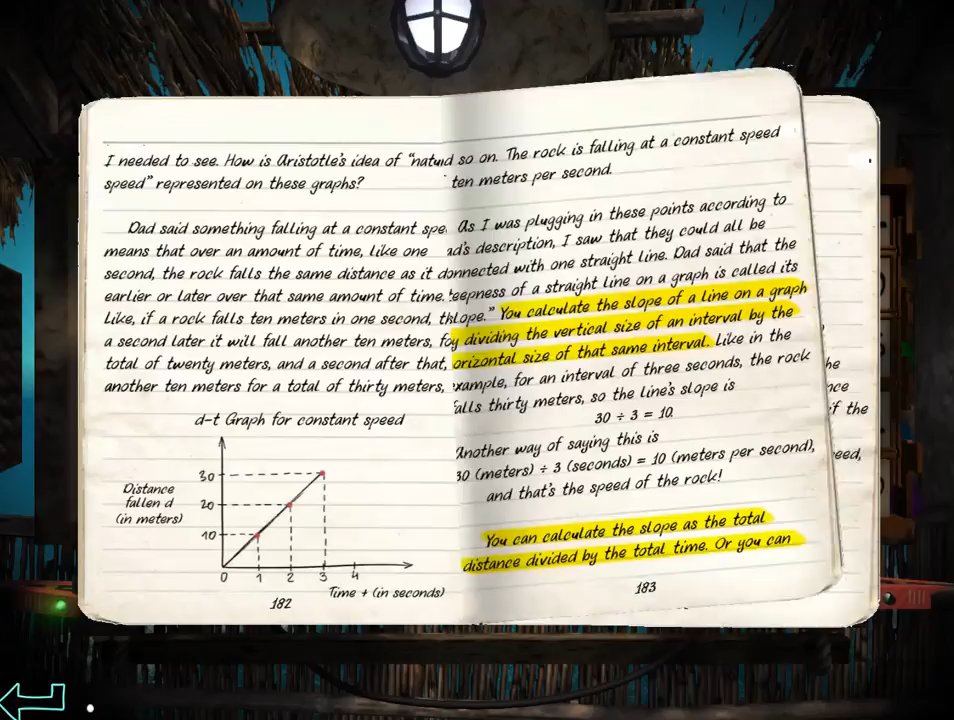 I needed to see. How is Aristotle's idea of "natu
speed" represented on these graphs?
Dad said something falling at a constant spe
means that over an amount of time, like one
second, the rock falls the same distance as it d
earlier or later over that same amount of time.
Like, if a rock falls ten meters in one second, th
a second later it will fall another ten meters, fo
total of twenty meters, and a second after that,
another ten meters for a total of thirty meters,
d-t Graph for constant speed
Distance
fallen d
(in meters)
30
20
10
0 1 2 3 4
Time t (in seconds)
182
d so on. The rock is falling at a constant speed
ten meters per second.
As I was plugging in these points according to
ad's description, I saw that they could all be
nnected with one straight line. Dad said that the
teepness of a straight line on a graph is called its
lope." You calculate the slope of a line on a graph
y dividing the vertical size of an interval by the
orizontal size of that same interval. Like in the
xample, for an interval of three seconds, the rock
falls thirty meters, so the line's slope is
30 ÷ 3 = 10.
Another way of saying this is
30 (meters) ÷ 3 (seconds) = 10 (meters per second),
and that's the speed of the rock!
You can calculate the slope as the total
distance divided by the total time. Or you can
183
he
nce
if the
eed,